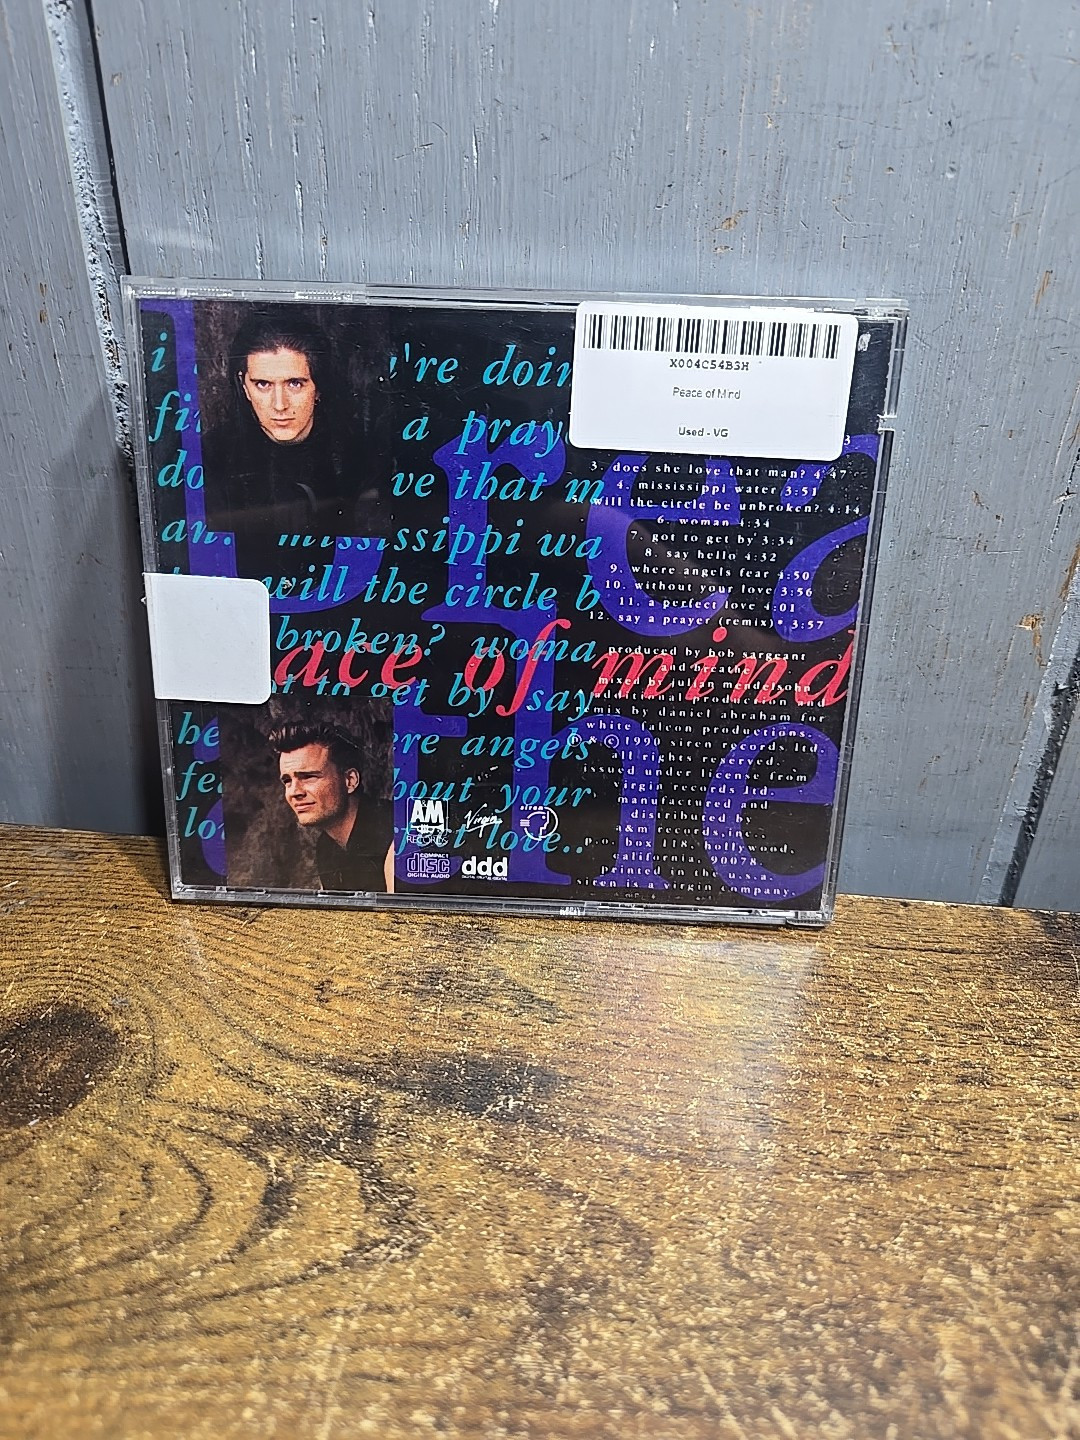 X004C54B3H
Peace of Mind
Used - VG
i 're doin
a pray
do ve that m
mississippi wa
will the circle b
broken? woma
to get by say
he ere angels
bout your
love..
brea
the
ace of mind
3
3. does she love that man? 4:47
4. mississippi water 3:51
5. will the circle be unbroken? 4:14
6. woman 4:34
7. got to get by 3:34
8. say hello 4:32
9. where angels fear 4:50
10. without your love 3:56
11. a perfect love 4:01
12. say a prayer (remix)* 3:57
produced by bob sargeant
and breathe
mixed by julian mendelsohn
*additional production and
remix by daniel abraham for
white falcon productions.
℗ & © 1990 siren records ltd.
all rights reserved.
issued under license from
virgin records ltd.
manufactured and
distributed by
a&m records,inc.,
p.o. box 118, hollywood,
california, 90078.
printed in the u.s.a.
siren is a virgin company.
A&M
RECORDS
Virgin
siren
COMPACT
disc
DIGITAL AUDIO
ddd